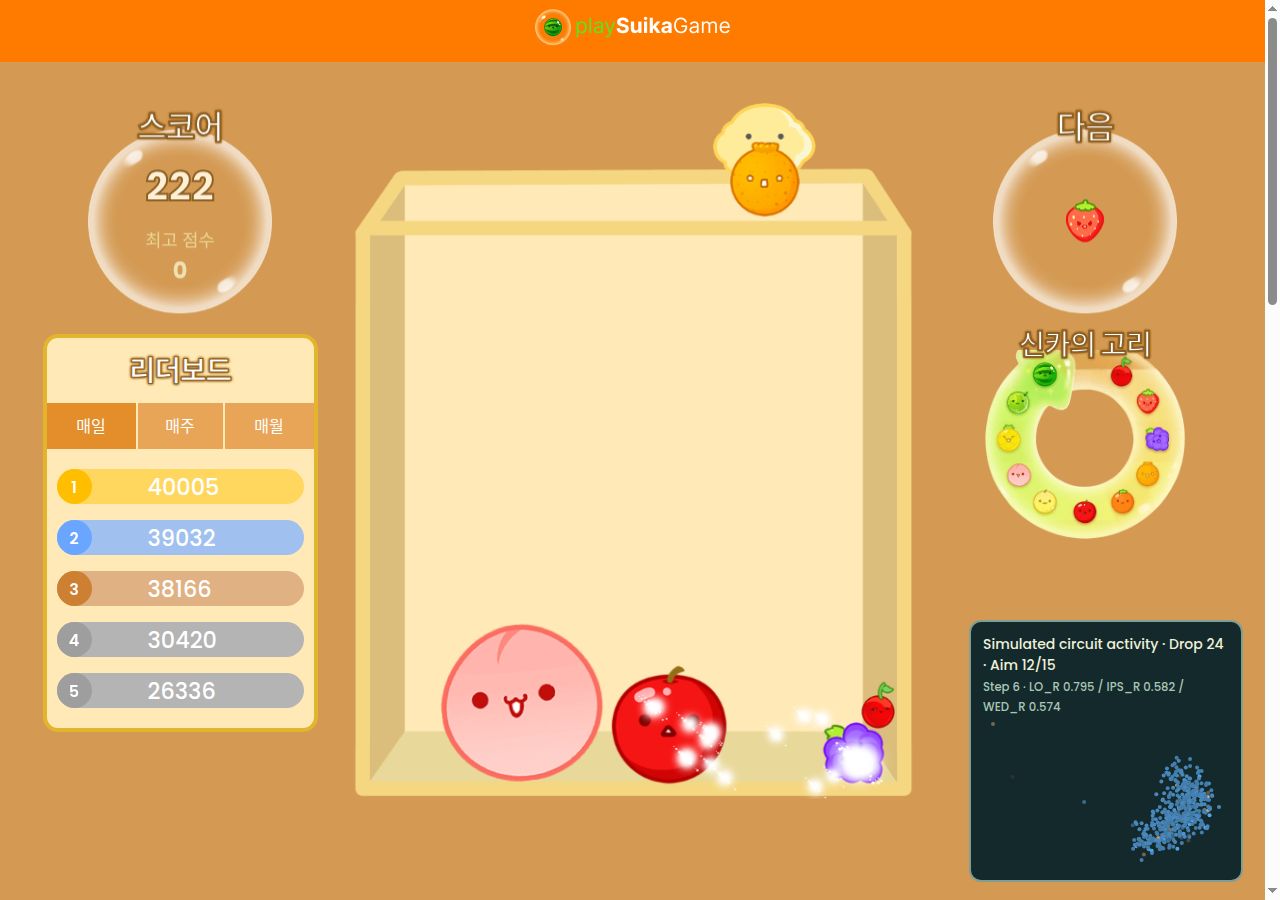 playSuikaGame
스코어
222
최고 점수
0
다음
신카의 고리
리더보드
매일 매주 매월
1 40005
2 39032
3 38166
4 30420
5 26336
Simulated circuit activity · Drop 24
· Aim 12/15
Step 6 · LO_R 0.795 / IPS_R 0.582 /
WED_R 0.574